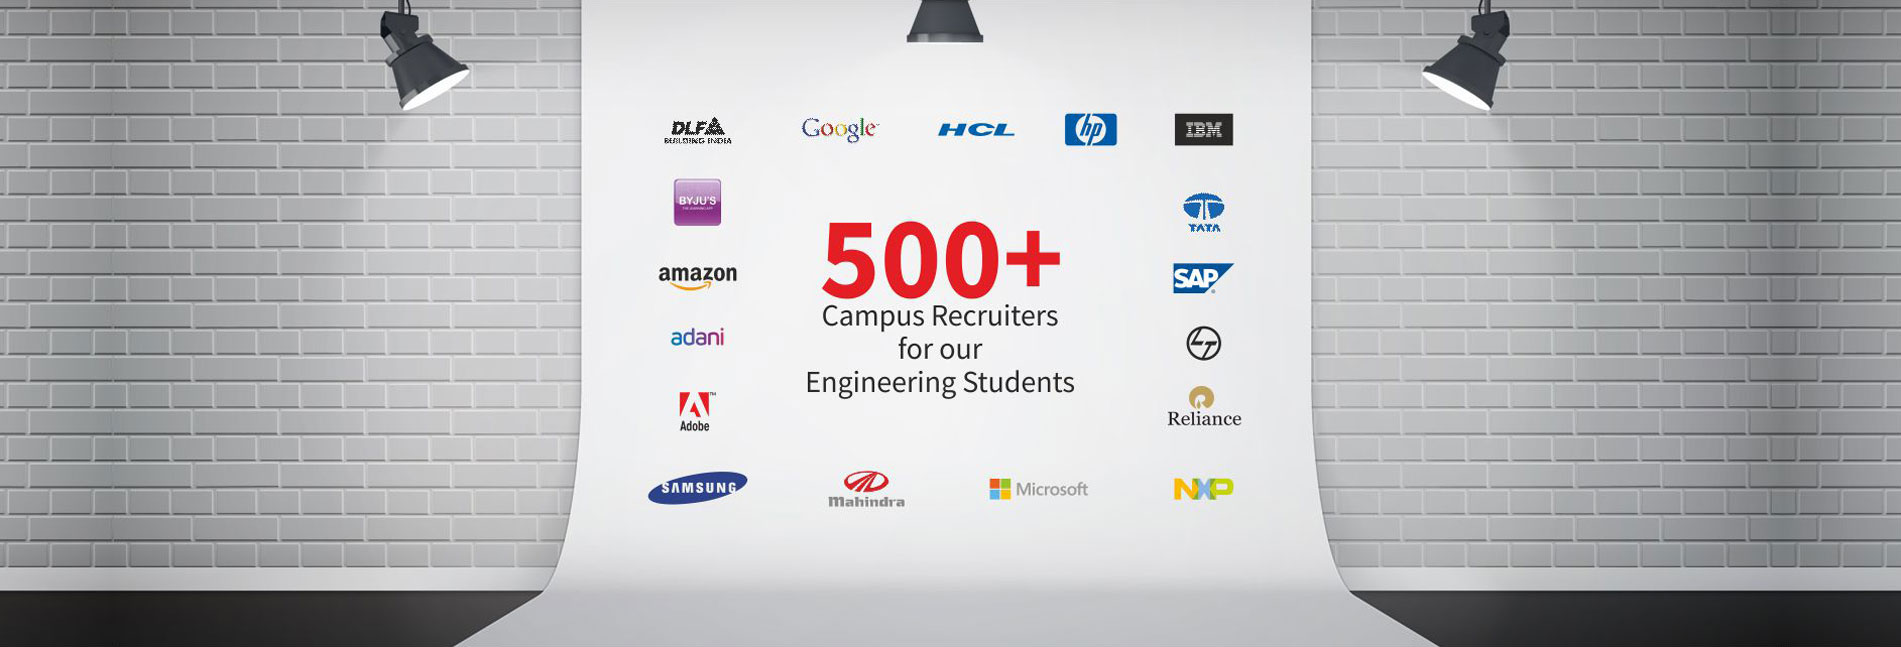 DLF
BUILDING INDIA
Google
HCL
hp
IBM
BYJU'S
TATA
500+
amazon
SAP
Campus Recruiters
adani
for our
LT
Engineering Students
Adobe
Reliance
SAMSUNG
Mahindra
Microsoft
NXP